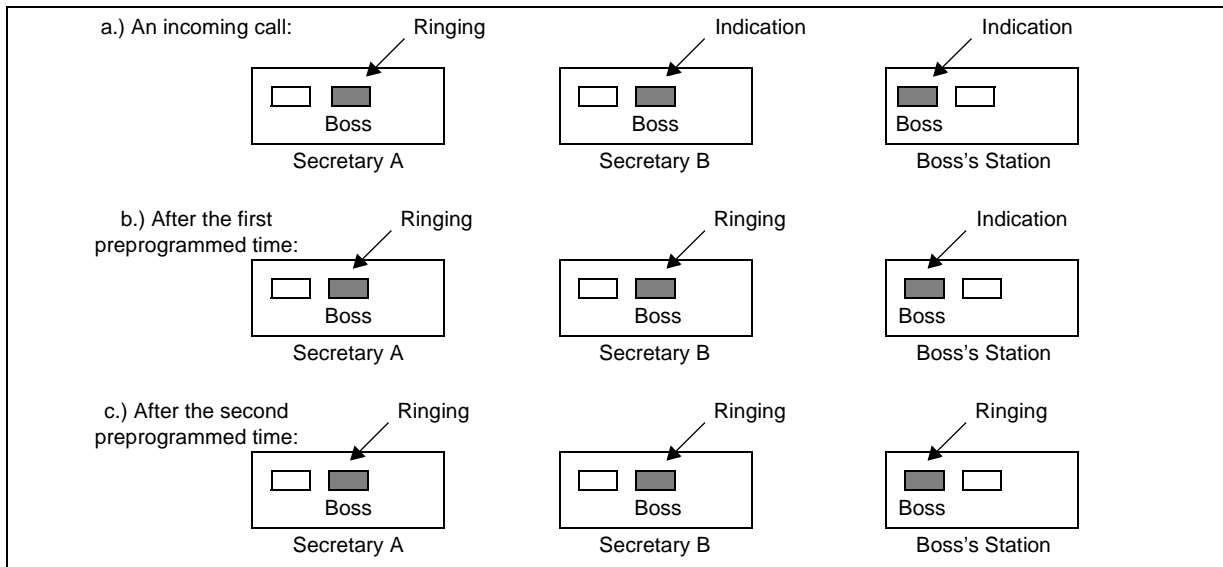 a.) An incoming call:
Ringing
Indication
Indication
Boss
Boss
Boss
Secretary A
Secretary B
Boss's Station
b.) After the first
preprogrammed time:
Ringing
Ringing
Indication
Boss
Boss
Boss
Secretary A
Secretary B
Boss's Station
c.) After the second
preprogrammed time:
Ringing
Ringing
Ringing
Boss
Boss
Boss
Secretary A
Secretary B
Boss's Station